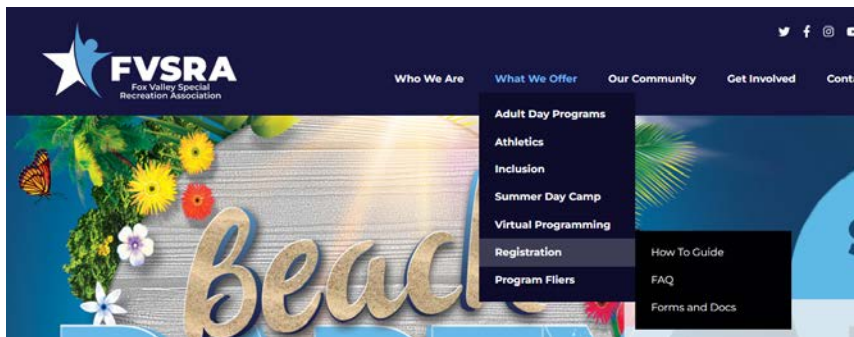 FVSRA
Fox Valley Special
Recreation Association
Who We Are
What We Offer
Our Community
Get Involved
Adult Day Programs
Athletics
Inclusion
Summer Day Camp
Virtual Programming
Registration
Program Fliers
How To Guide
FAQ
Forms and Docs
Beach